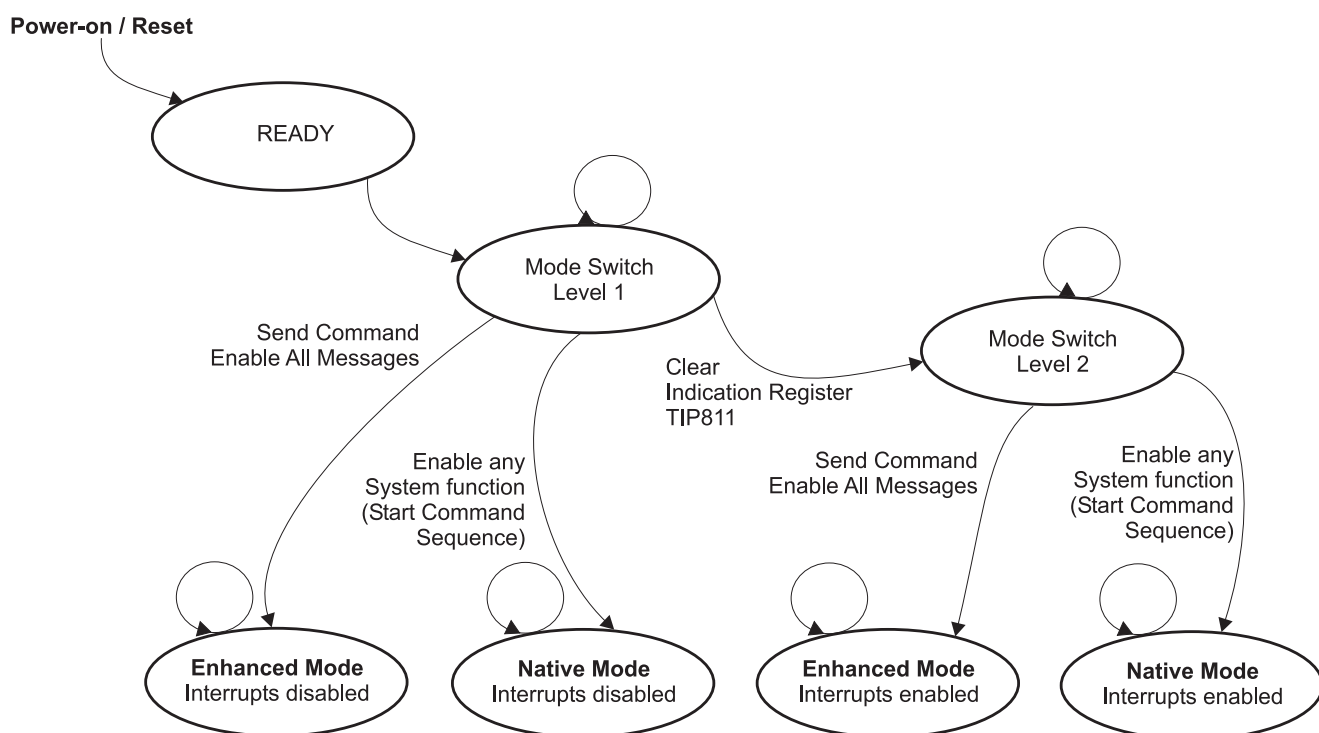 Power-on / Reset
READY
Mode Switch
Level 1
Mode Switch
Level 2
Send Command
Enable All Messages
Clear
Indication Register
TIP811
Enable any
System function
(Start Command
Sequence)
Send Command
Enable All Messages
Enable any
System function
(Start Command
Sequence)
Enhanced Mode
Interrupts disabled
Native Mode
Interrupts disabled
Enhanced Mode
Interrupts enabled
Native Mode
Interrupts enabled